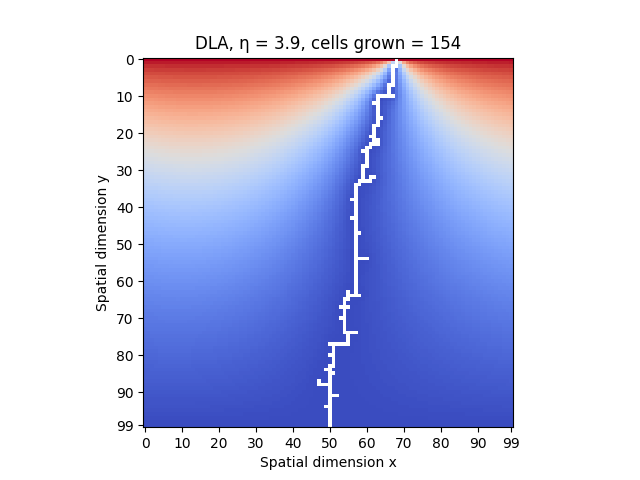 DLA, η = 3.9, cells grown = 154
0
10
20
30
40
50
60
70
80
90
99
Spatial dimension y
0 10 20 30 40 50 60 70 80 90 99
Spatial dimension x